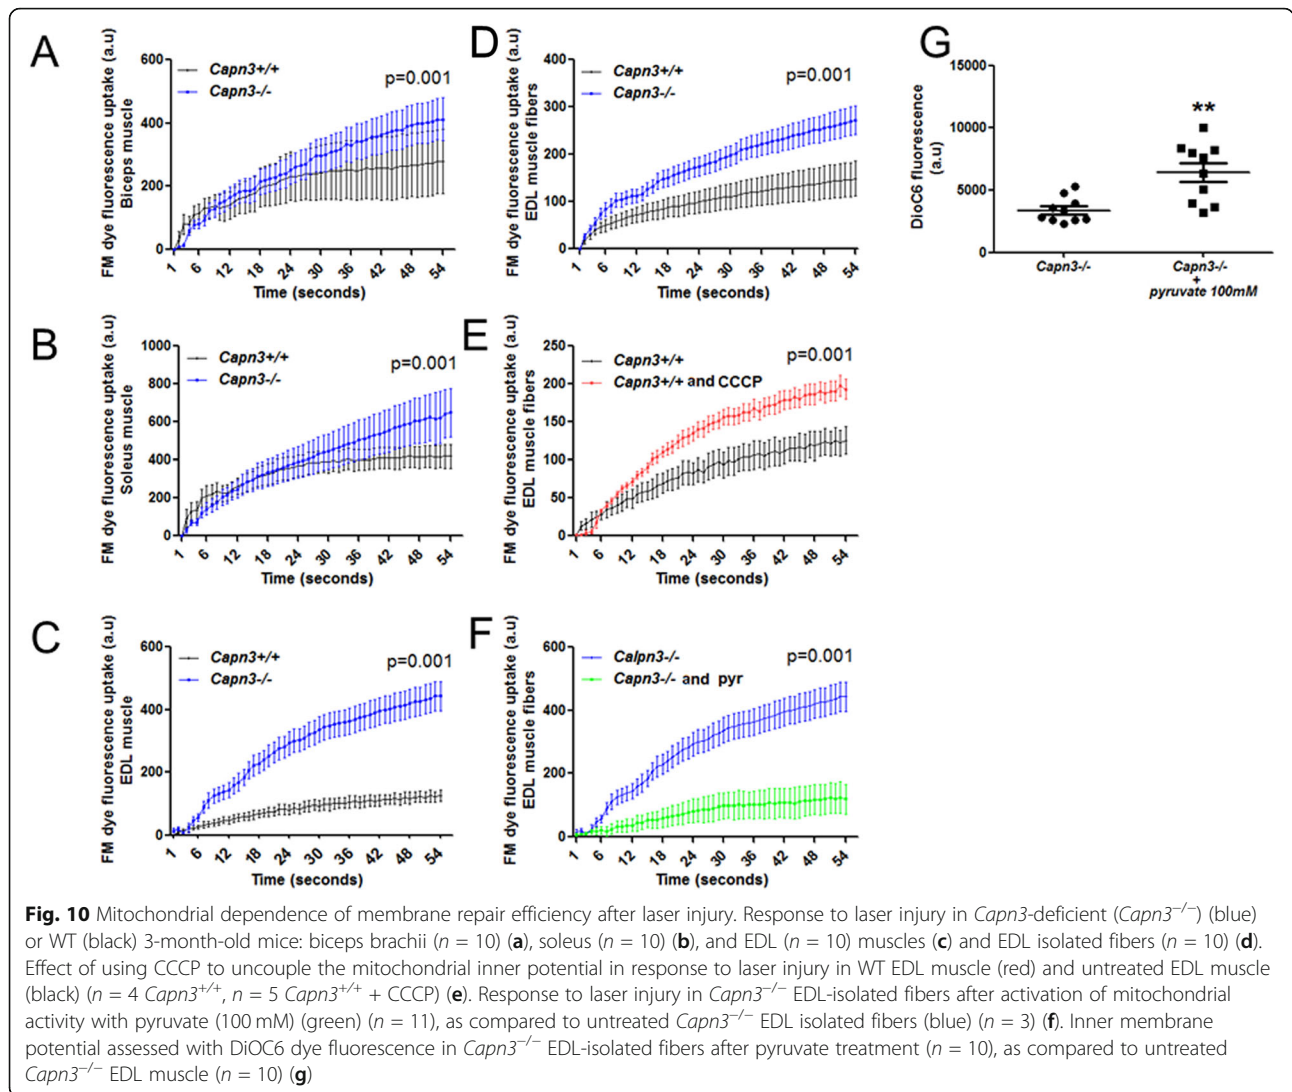 A
600
400
200
0
FM dye fluorescence uptake (a.u)
Biceps muscle
Capn3+/+
Capn3-/-
p=0.001
1 6 12 18 24 30 36 42 48 54
Time (seconds)
B
1000
800
600
400
200
0
FM dye fluorescence uptake (a.u)
Soleus muscle
Capn3+/+
Capn3-/-
p=0.001
1 6 12 18 24 30 36 42 48 54
Time (seconds)
C
600
400
200
0
FM dye fluorescence uptake (a.u)
EDL muscle
Capn3+/+
Capn3-/-
p=0.001
1 6 12 18 24 30 36 42 48 54
Time (seconds)
D
400
300
200
100
0
FM dye fluorescence uptake (a.u)
EDL muscle fibers
Capn3+/+
Capn3-/-
p=0.001
1 6 12 18 24 30 36 42 48 54
Time (seconds)
E
250
200
150
100
50
0
FM dye fluorescence uptake (a.u)
EDL muscle fibers
Capn3+/+
Capn3+/+ and CCCP
p=0.001
1 6 12 18 24 30 36 42 48 54
Time (seconds)
F
600
400
200
0
FM dye fluorescence uptake (a.u)
EDL muscle fibers
Calpn3-/-
Capn3-/- and pyr
p=0.001
1 6 12 18 24 30 36 42 48 54
Time (seconds)
G
15000
10000
5000
0
DioC6 fluorescence
(a.u)
**
Capn3-/-
Capn3-/-
+
pyruvate 100mM
Fig. 10 Mitochondrial dependence of membrane repair efficiency after laser injury. Response to laser injury in Capn3-deficient (Capn3−/−) (blue)
or WT (black) 3-month-old mice: biceps brachii (n = 10) (a), soleus (n = 10) (b), and EDL (n = 10) muscles (c) and EDL isolated fibers (n = 10) (d).
Effect of using CCCP to uncouple the mitochondrial inner potential in response to laser injury in WT EDL muscle (red) and untreated EDL muscle
(black) (n = 4 Capn3+/+, n = 5 Capn3+/+ + CCCP) (e). Response to laser injury in Capn3−/− EDL-isolated fibers after activation of mitochondrial
activity with pyruvate (100 mM) (green) (n = 11), as compared to untreated Capn3−/− EDL isolated fibers (blue) (n = 3) (f). Inner membrane
potential assessed with DiOC6 dye fluorescence in Capn3−/− EDL-isolated fibers after pyruvate treatment (n = 10), as compared to untreated
Capn3−/− EDL muscle (n = 10) (g)